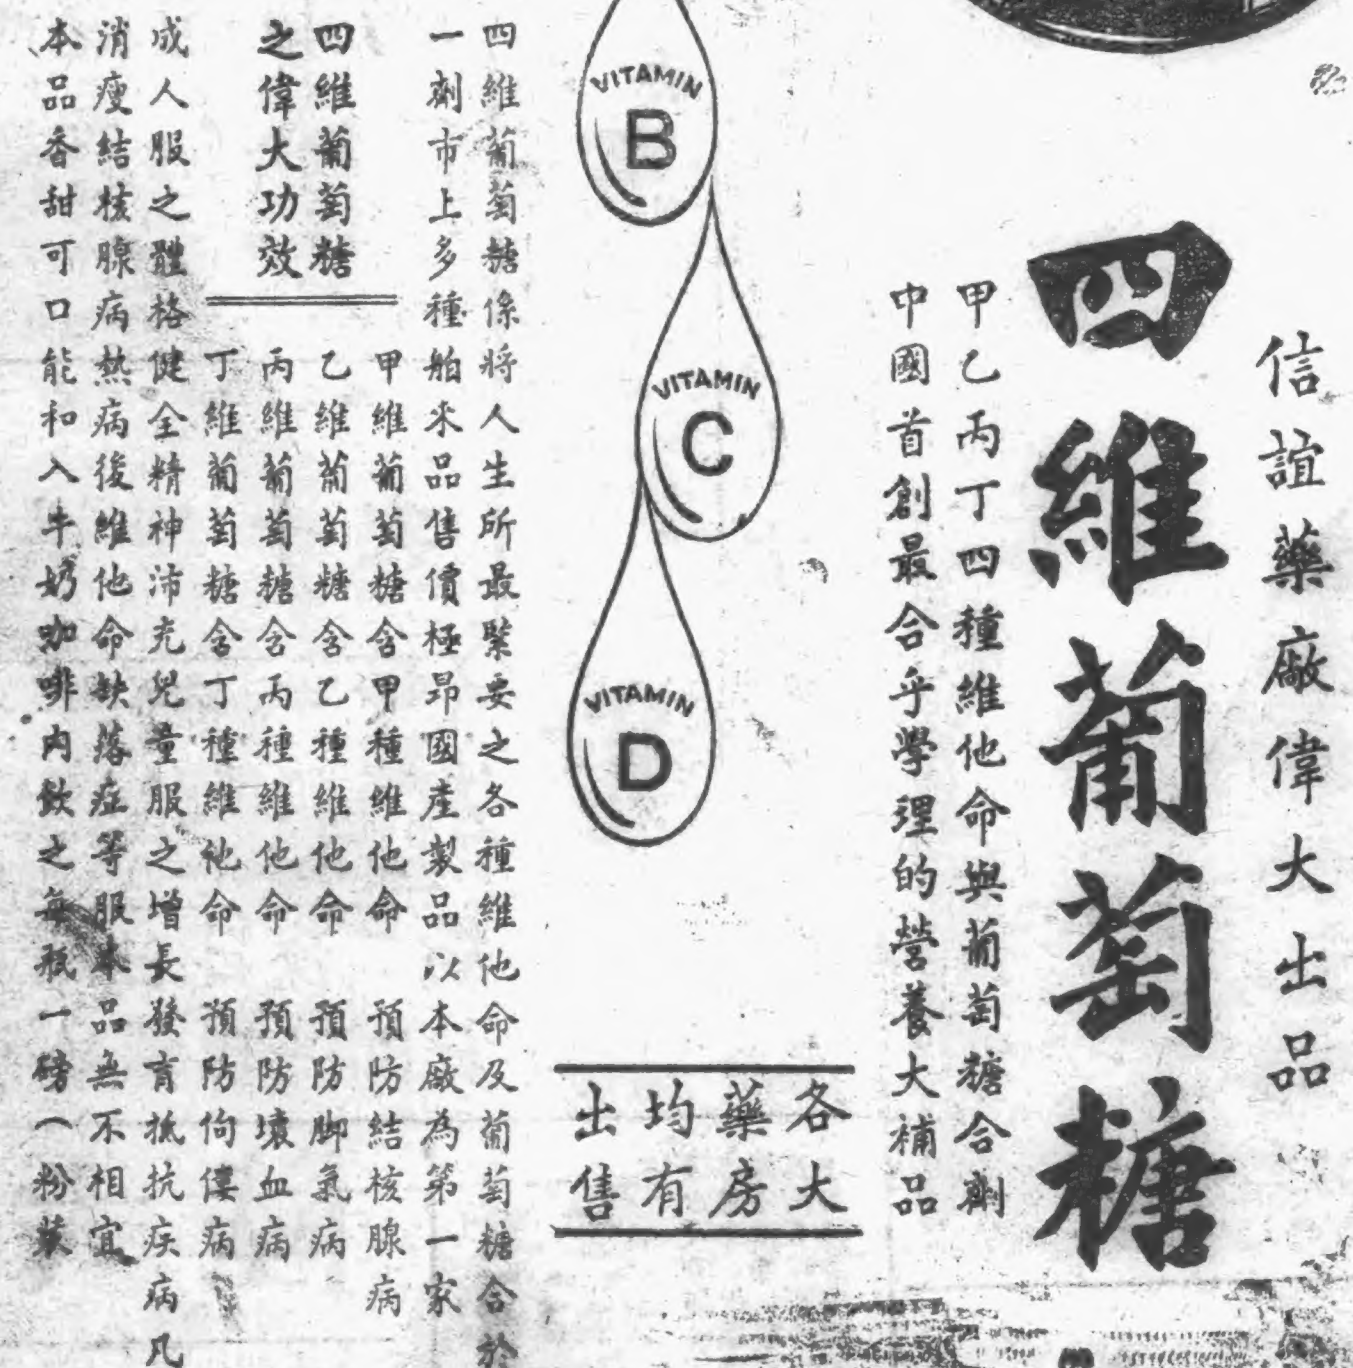 信誼藥廠偉大出品
四維葡萄糖
甲乙丙丁四種維他命與葡萄糖合劑
中國首創最合乎學理的營養大補品
VITAMIN
B
VITAMIN
C
VITAMIN
D
各大
藥房
均有
出售
四維葡萄糖係將人生所最緊要之各種維他命及葡萄糖合於
一劑市上多種舶來品售價極昂國產製品以本廠為第一家
四維葡萄糖
之偉大功效
甲維葡萄糖含甲種維他命 預防結核腺病
乙維葡萄糖含乙種維他命 預防脚氣病
丙維葡萄糖含丙種維他命 預防壞血病
丁維葡萄糖含丁種維他命 預防佝僂病
成人服之體格健全精神沛充兒童服之增長發育抵抗疾病凡
消瘦結核腺病熱病後維他命缺落症等服本品無不相宜
本品香甜可口能和入牛奶咖啡內飲之每瓶一磅（粉裝